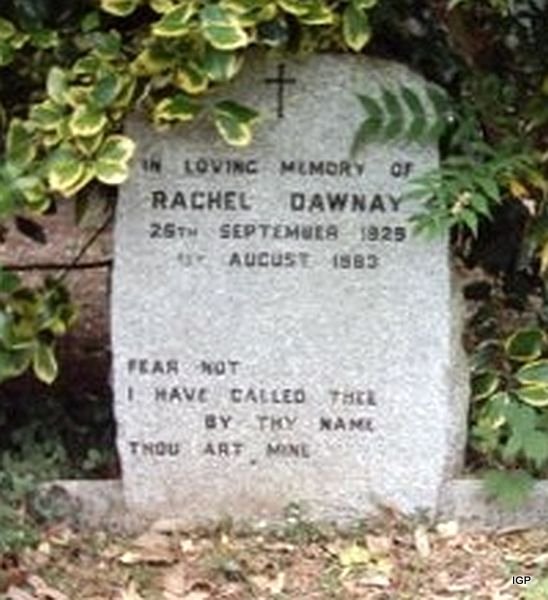 IN LOVING MEMORY OF
RACHEL DAWNAY
26TH SEPTEMBER 1929
AUGUST 1983
FEAR NOT
I HAVE CALLED THEE
BY THY NAME
THOU ART MINE
IGP